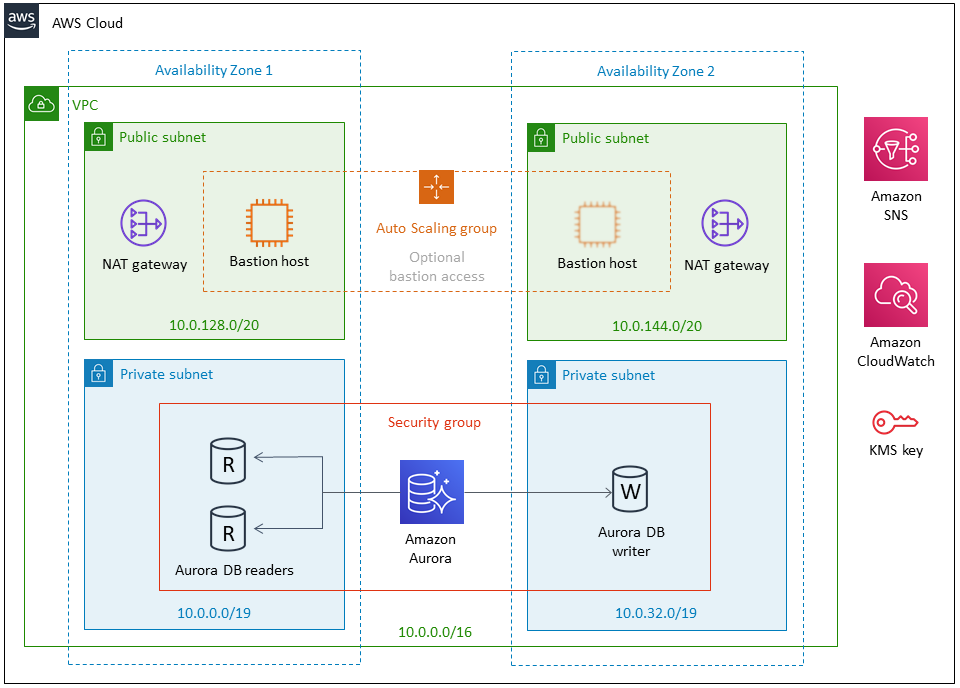 aws
AWS Cloud
Availability Zone 1
Availability Zone 2
VPC
Public subnet
Public subnet
NAT gateway
Bastion host
Auto Scaling group
Optional
bastion access
Bastion host
NAT gateway
10.0.128.0/20
10.0.144.0/20
Amazon
SNS
Amazon
CloudWatch
KMS key
Private subnet
Private subnet
Security group
R
R
Aurora DB readers
Amazon
Aurora
W
Aurora DB
writer
10.0.0.0/19
10.0.32.0/19
10.0.0.0/16